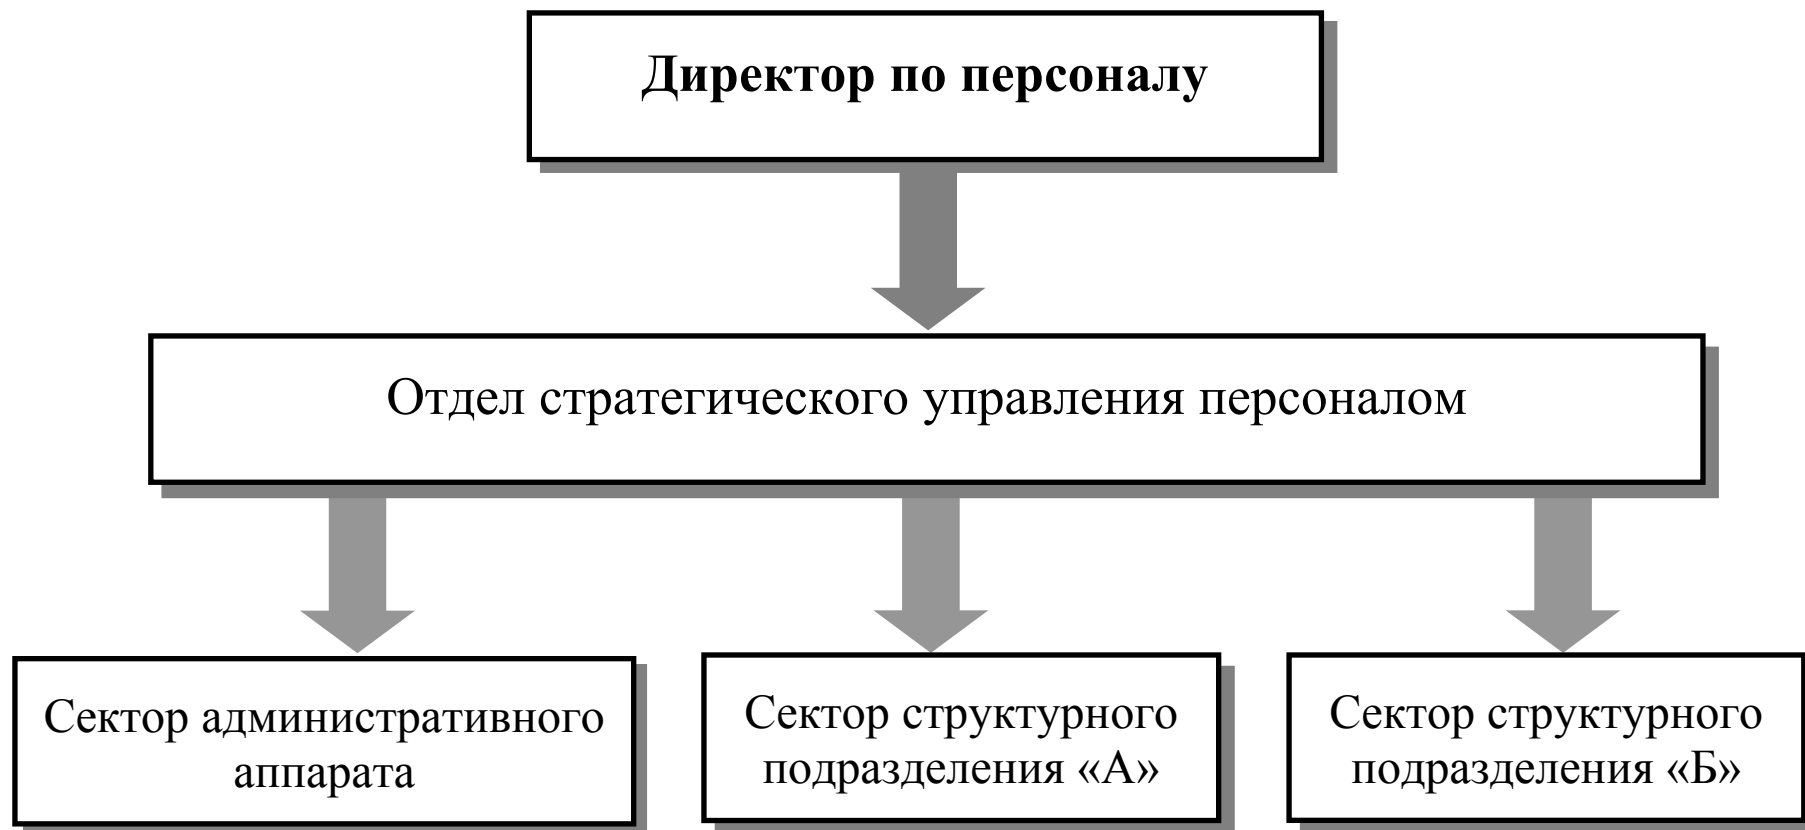 Директор по персоналу
Отдел стратегического управления персоналом
Сектор административного
аппарата
Сектор структурного
подразделения «А»
Сектор структурного
подразделения «Б»